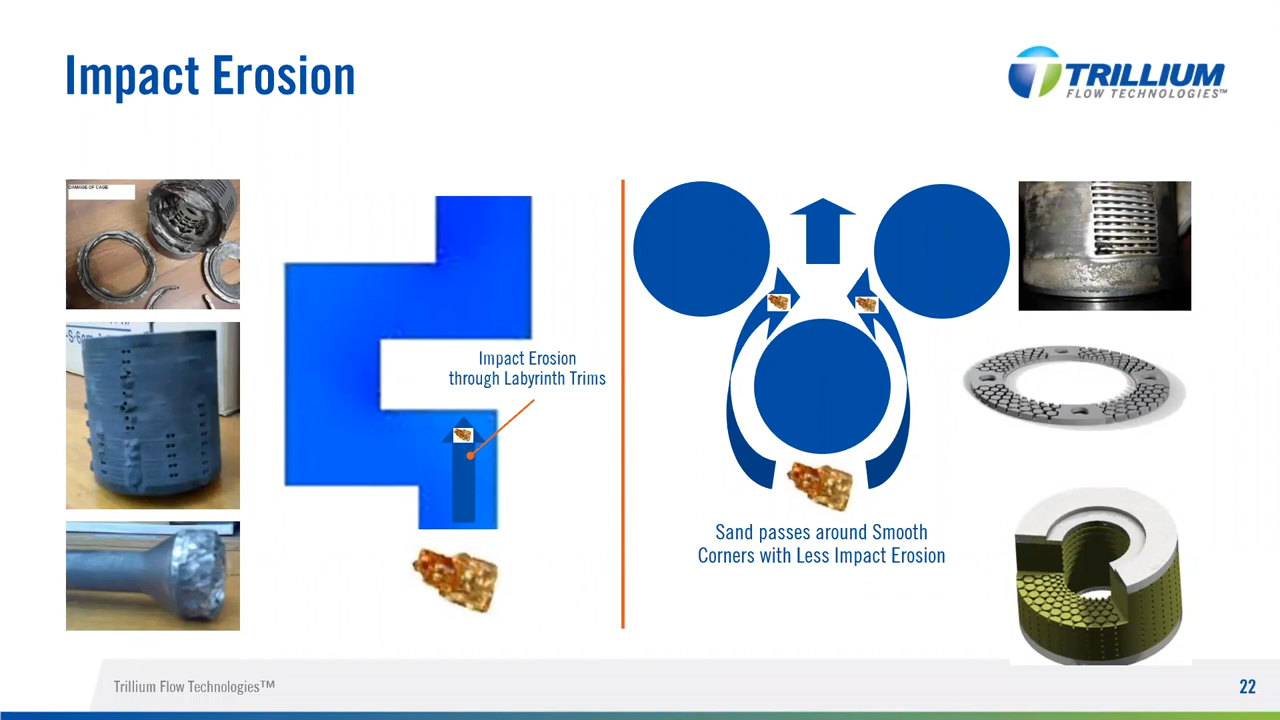 Impact Erosion
TRILLIUM
FLOW TECHNOLOGIES™
DAMAGE OF CAGE
Impact Erosion
through Labyrinth Trims
Sand passes around Smooth
Corners with Less Impact Erosion
Trillium Flow Technologies™
22